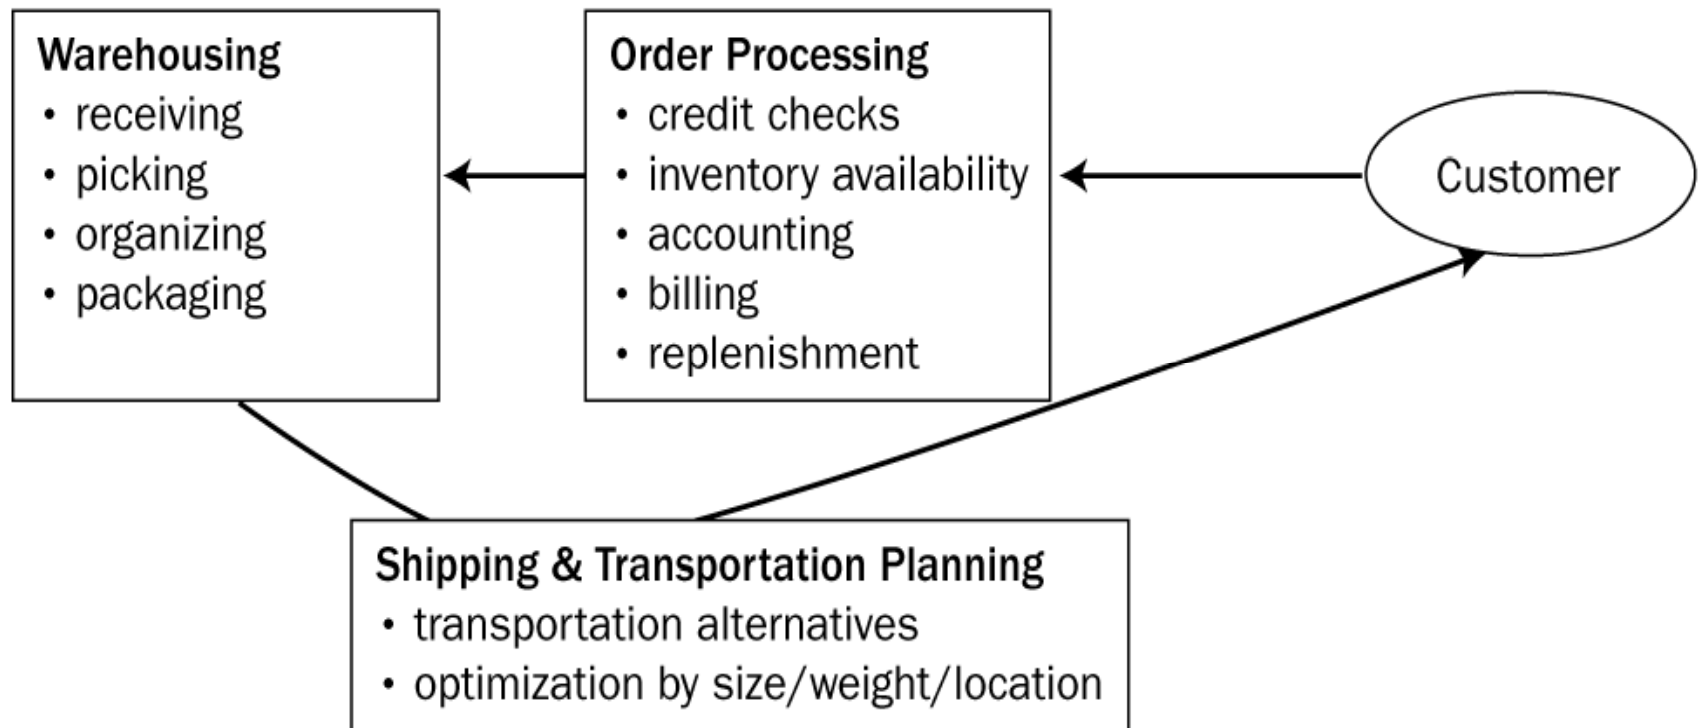 Warehousing
• receiving
• picking
• organizing
• packaging
Order Processing
• credit checks
• inventory availability
• accounting
• billing
• replenishment
Customer
Shipping & Transportation Planning
• transportation alternatives
• optimization by size/weight/location